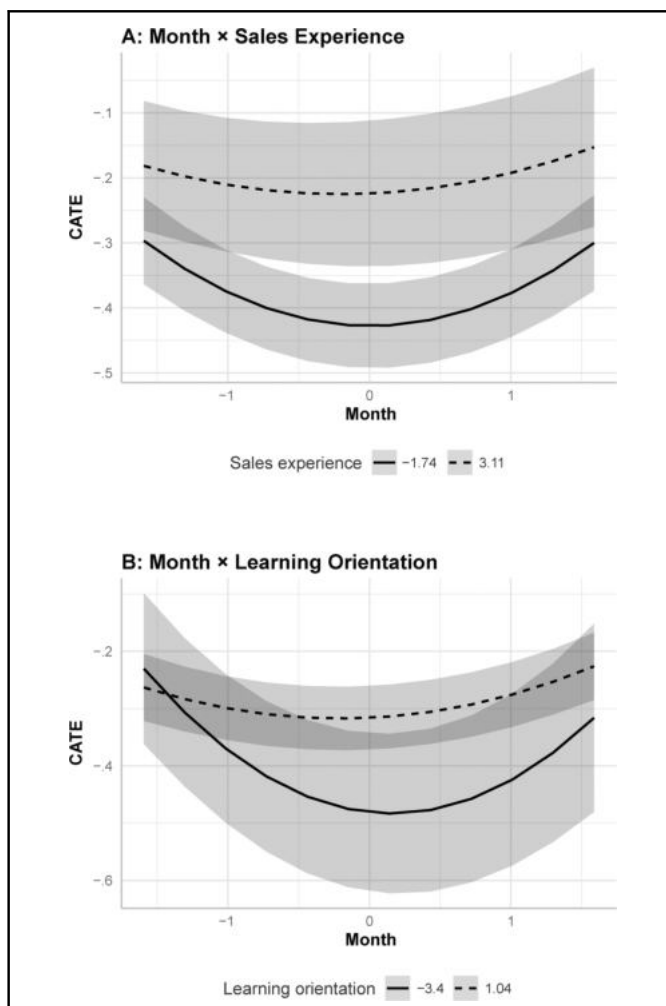 A: Month × Sales Experience
−.1
−.2
−.3
−.4
−.5
CATE
−1 0 1
Month
Sales experience −1.74 3.11
B: Month × Learning Orientation
−.2
−.4
−.6
CATE
−1 0 1
Month
Learning orientation −3.4 1.04